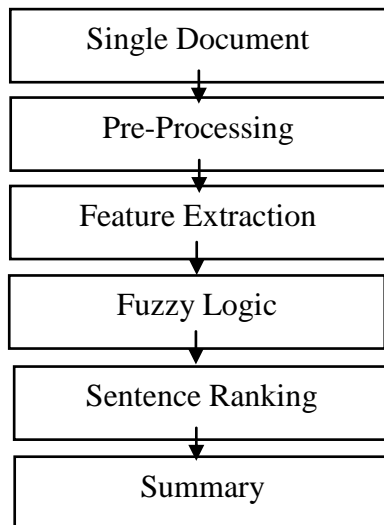 Single Document
Pre-Processing
Feature Extraction
Fuzzy Logic
Sentence Ranking
Summary